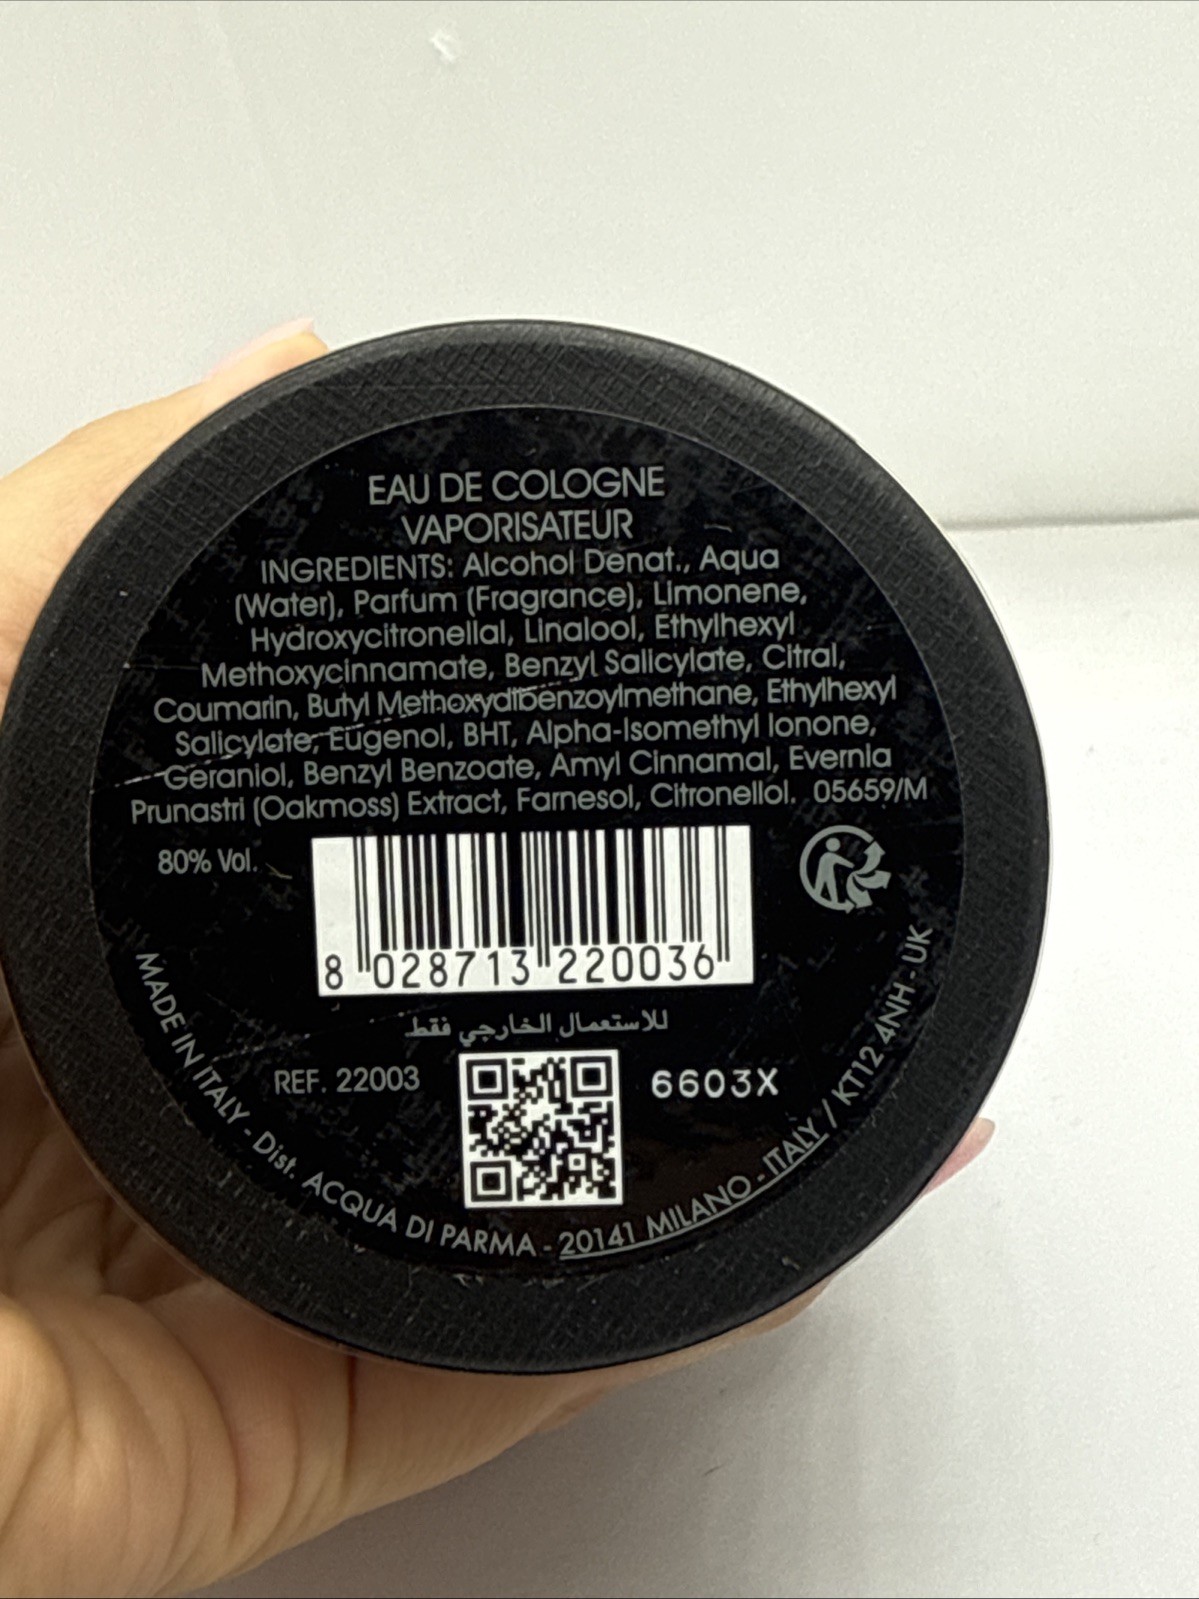 EAU DE COLOGNE
VAPORISATEUR
INGREDIENTS: Alcohol Denat., Aqua
(Water), Parfum (Fragrance), Limonene,
Hydroxycitronellal, Linalool, Ethylhexyl
Methoxycinnamate, Benzyl Salicylate, Citral,
Coumarin, Butyl Methoxydibenzoylmethane, Ethylhexyl
Salicylate, Eugenol, BHT, Alpha-Isomethyl Ionone,
Geraniol, Benzyl Benzoate, Amyl Cinnamal, Evernia
Prunastri (Oakmoss) Extract, Farnesol, Citronellol. 05659/M
80% Vol.
8 028713 220036
للاستعمال الخارجي فقط
REF. 22003
6603X
MADE IN ITALY - Dist. ACQUA DI PARMA - 20141 MILANO - ITALY / KT12 4NH - UK